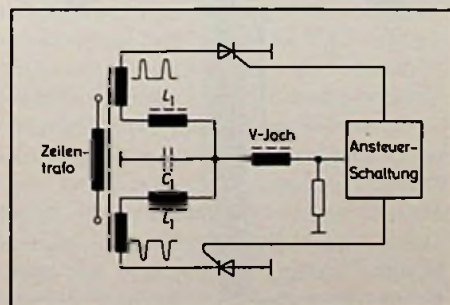 L₁
V-Joch
Zeilen-
trafo
C₁
L₁
Ansteuer-
Schaltung